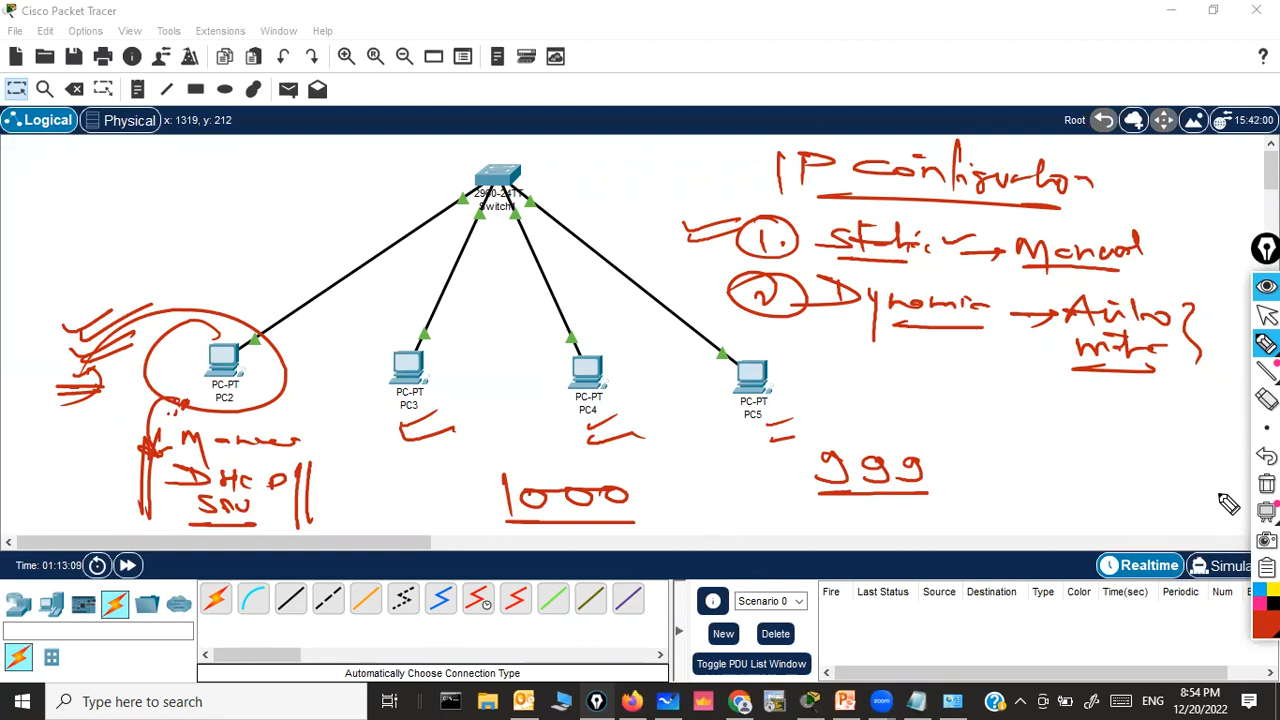 Cisco Packet Tracer
File Edit Options View Tools Extensions Window Help
Logical Physical x: 1319, y: 212 Root 15:42:00
IP Configuration
2960-24TT
Switch1
1. Static → Manual
2 Dynamic → Auto
matic
PC-PT
PC2
PC-PT
PC3
PC-PT
PC4
PC-PT
PC5
DHCP
1000
999
Time: 01:13:09 Realtime Simula
Scenario 0
Fire Last Status Source Destination Type Color Time(sec) Periodic Num
New Delete
Toggle PDU List Window
Automatically Choose Connection Type
Type here to search
ENG
8:54 PM
12/20/2022